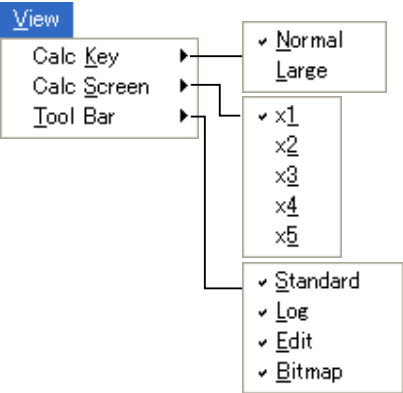 View
Calc Key
Calc Screen
Tool Bar
Normal
Large
x1
x2
x3
x4
x5
Standard
Log
Edit
Bitmap